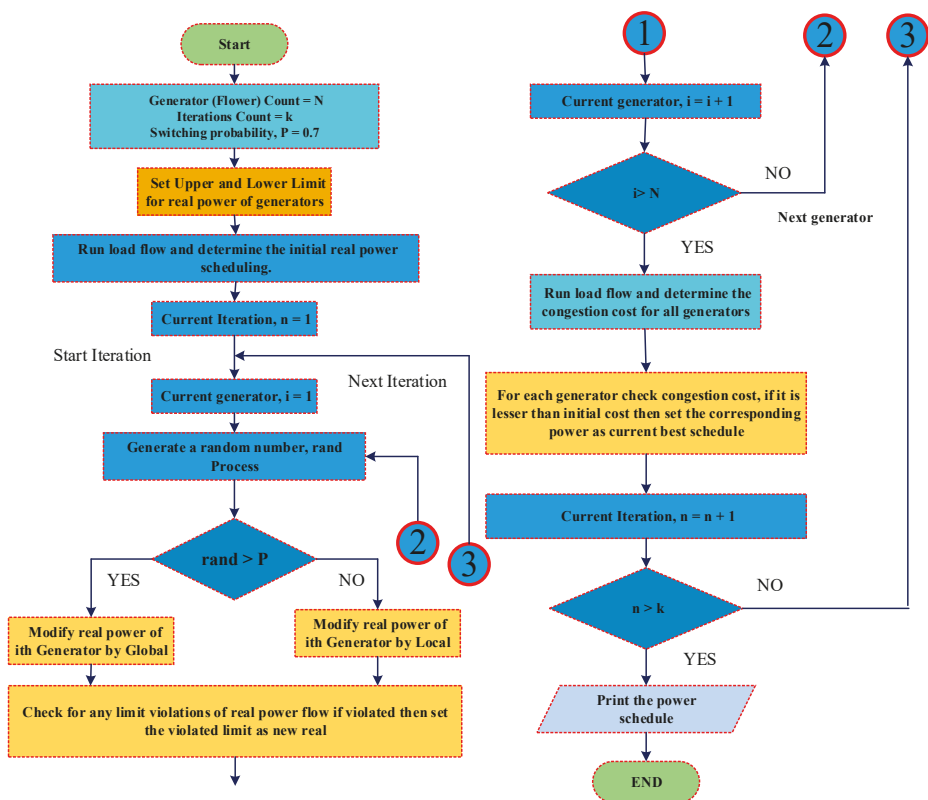 Start
Generator (Flower) Count = N
Iterations Count = k
Switching probability, P = 0.7
Set Upper and Lower Limit
for real power of generators
Run load flow and determine the initial real power
scheduling.
Current Iteration, n = 1
Start Iteration
Next Iteration
Current generator, i = 1
Generate a random number, rand
Process
2
3
rand > P
YES
NO
Modify real power of
ith Generator by Global
Modify real power of
ith Generator by Local
Check for any limit violations of real power flow if violated then set
the violated limit as new real
1
2
3
Current generator, i = i + 1
i> N
NO
Next generator
YES
Run load flow and determine the
congestion cost for all generators
For each generator check congestion cost, if it is
lesser than initial cost then set the corresponding
power as current best schedule
Current Iteration, n = n + 1
n > k
NO
YES
Print the power
schedule
END